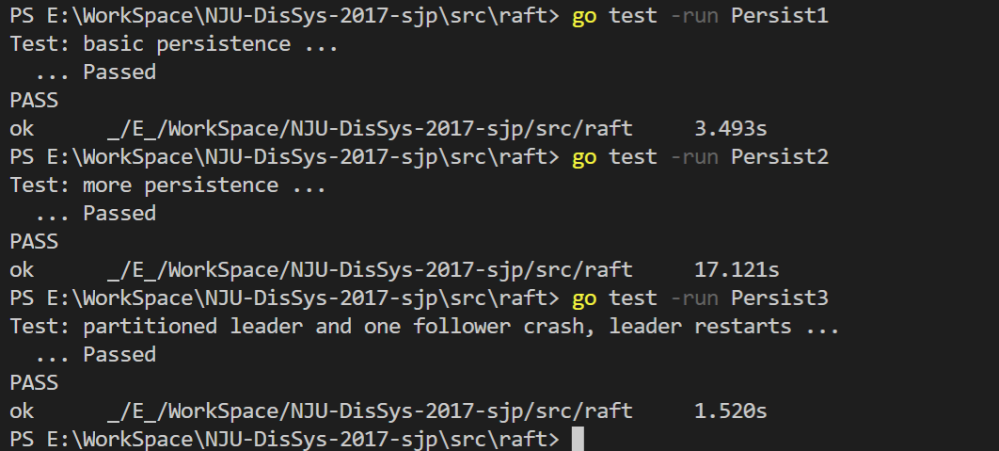 PS E:\WorkSpace\NJU-DisSys-2017-sjp\src\raft> go test -run Persist1
Test: basic persistence ...
  ... Passed
PASS
ok      _/E_/WorkSpace/NJU-DisSys-2017-sjp/src/raft     3.493s
PS E:\WorkSpace\NJU-DisSys-2017-sjp\src\raft> go test -run Persist2
Test: more persistence ...
  ... Passed
PASS
ok      _/E_/WorkSpace/NJU-DisSys-2017-sjp/src/raft     17.121s
PS E:\WorkSpace\NJU-DisSys-2017-sjp\src\raft> go test -run Persist3
Test: partitioned leader and one follower crash, leader restarts ...
  ... Passed
PASS
ok      _/E_/WorkSpace/NJU-DisSys-2017-sjp/src/raft     1.520s
PS E:\WorkSpace\NJU-DisSys-2017-sjp\src\raft>